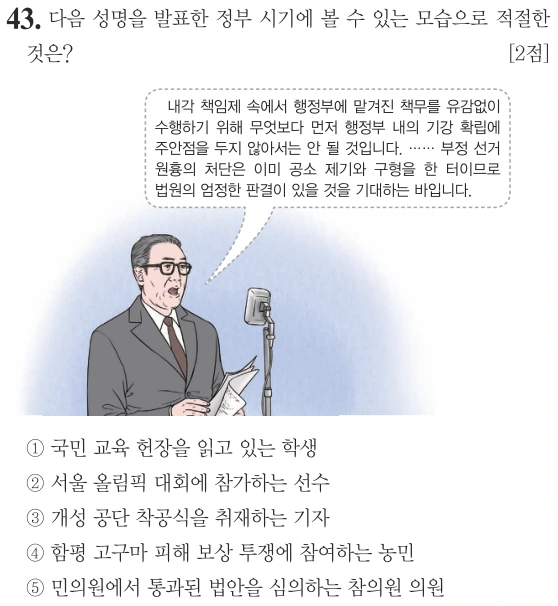 43. 다음 성명을 발표한 정부 시기에 볼 수 있는 모습으로 적절한
것은? [2점]
내각 책임제 속에서 행정부에 맡겨진 책무를 유감없이
수행하기 위해 무엇보다 먼저 행정부 내의 기강 확립에
주안점을 두지 않아서는 안 될 것입니다. …… 부정 선거
원흉의 처단은 이미 공소 제기와 구형을 한 터이므로
법원의 엄정한 판결이 있을 것을 기대하는 바입니다.
① 국민 교육 헌장을 읽고 있는 학생
② 서울 올림픽 대회에 참가하는 선수
③ 개성 공단 착공식을 취재하는 기자
④ 함평 고구마 피해 보상 투쟁에 참여하는 농민
⑤ 민의원에서 통과된 법안을 심의하는 참의원 의원